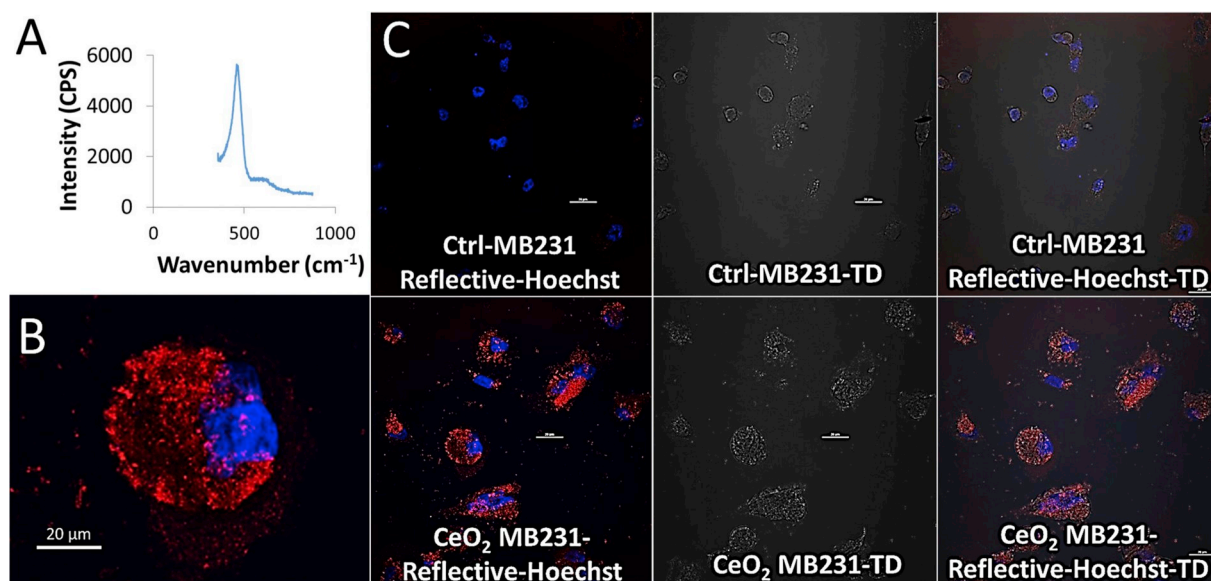 A
6000
4000
2000
0
0
500
1000
Intensity (CPS)
Wavenumber (cm⁻¹)
B
20 µm
C
Ctrl-MB231
Reflective-Hoechst
Ctrl-MB231-TD
Ctrl-MB231
Reflective-Hoechst-TD
CeO₂ MB231-
Reflective-Hoechst
CeO₂ MB231-TD
CeO₂ MB231-
Reflective-Hoechst-TD